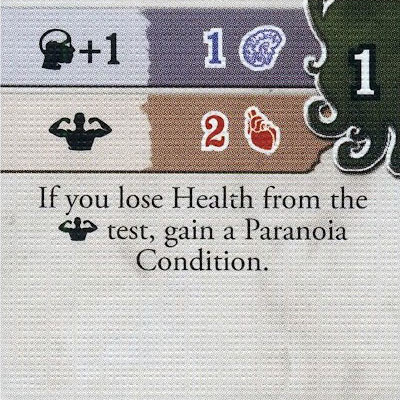 +1 1
1
2
If you lose Health from the
test, gain a Paranoia
Condition.